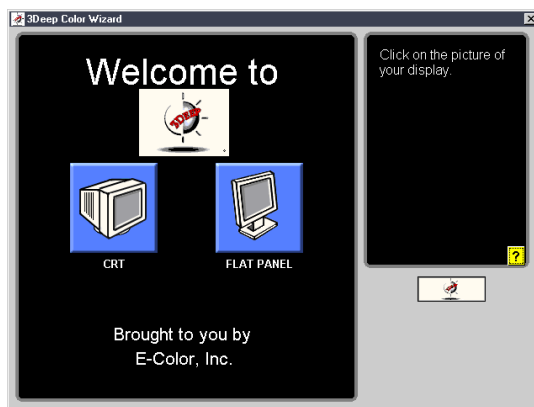 3Deep Color Wizard
Welcome to
3DEEP
CRT
FLAT PANEL
Brought to you by
E-Color, Inc.
Click on the picture of
your display.
?